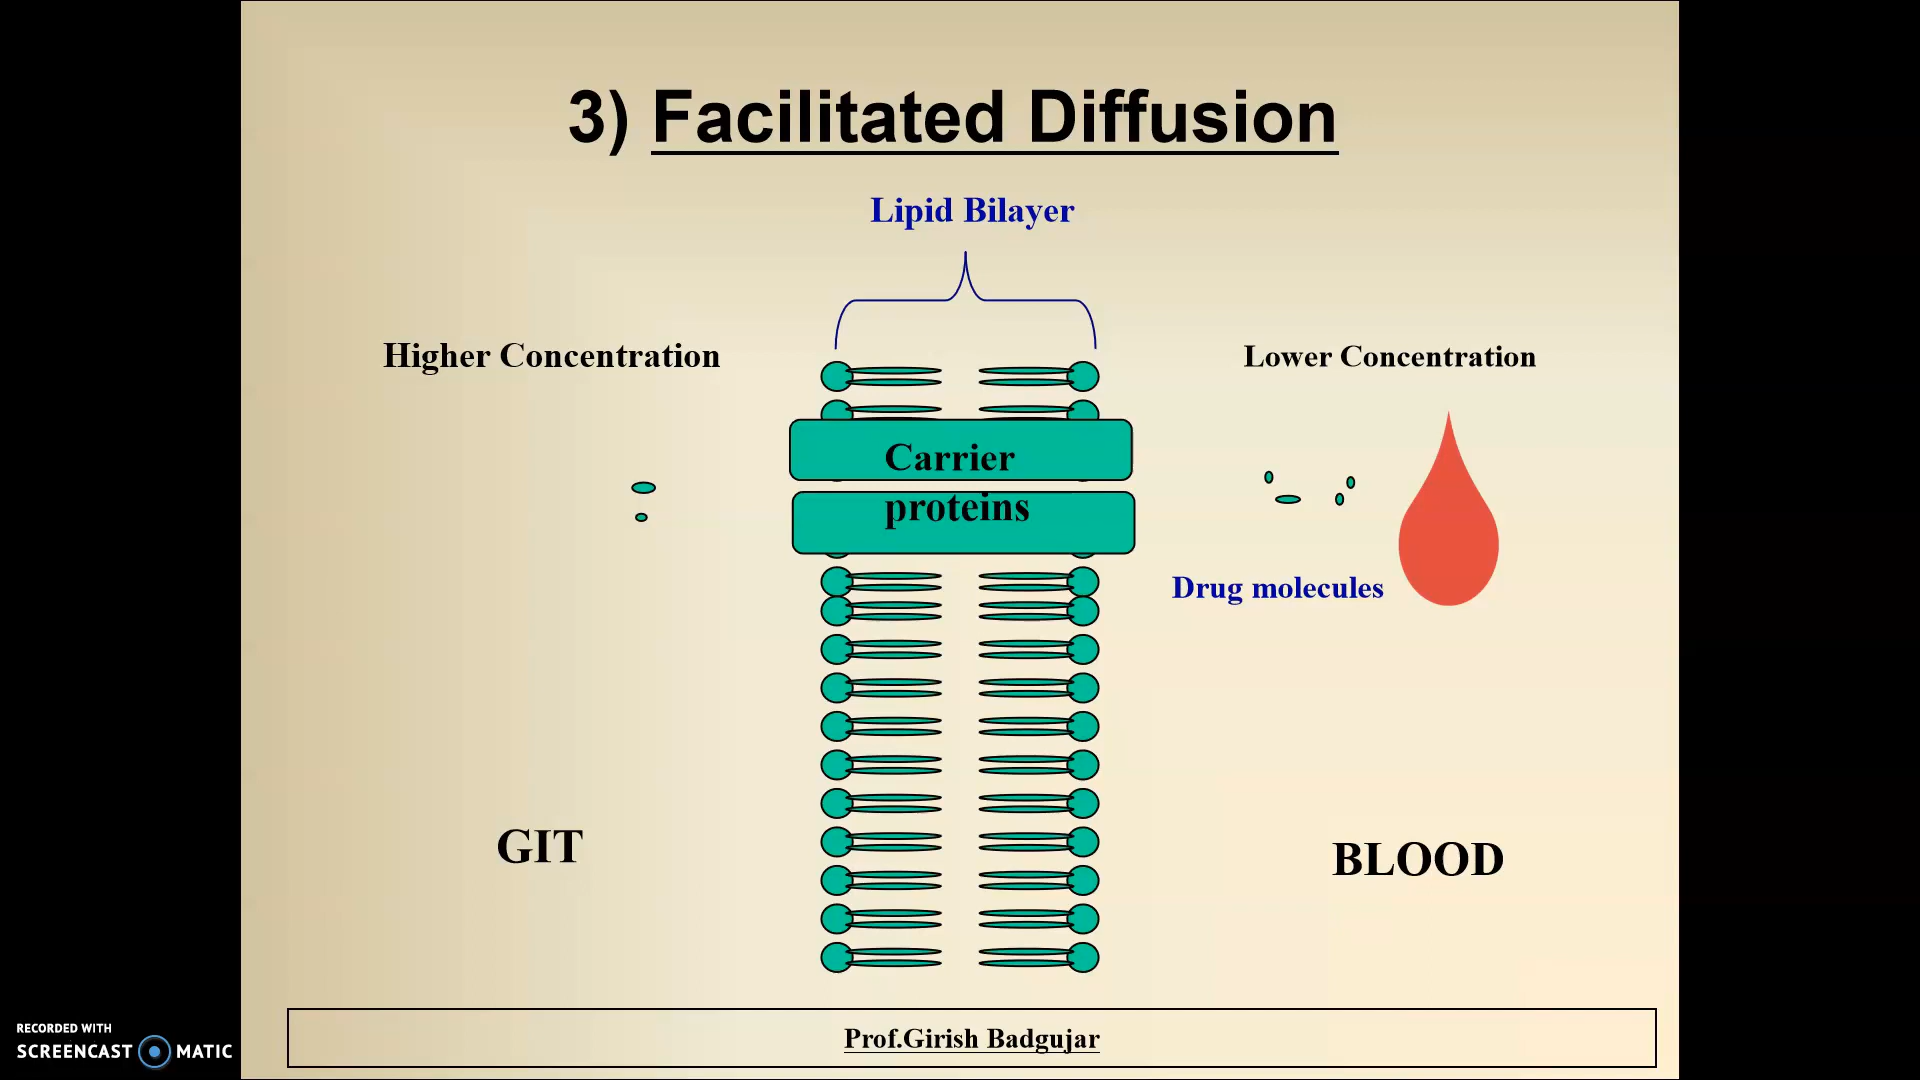 3) Facilitated Diffusion
Lipid Bilayer
Higher Concentration
Lower Concentration
Carrier
proteins
Drug molecules
GIT
BLOOD
Prof.Girish Badgujar
RECORDED WITH
SCREENCAST MATIC